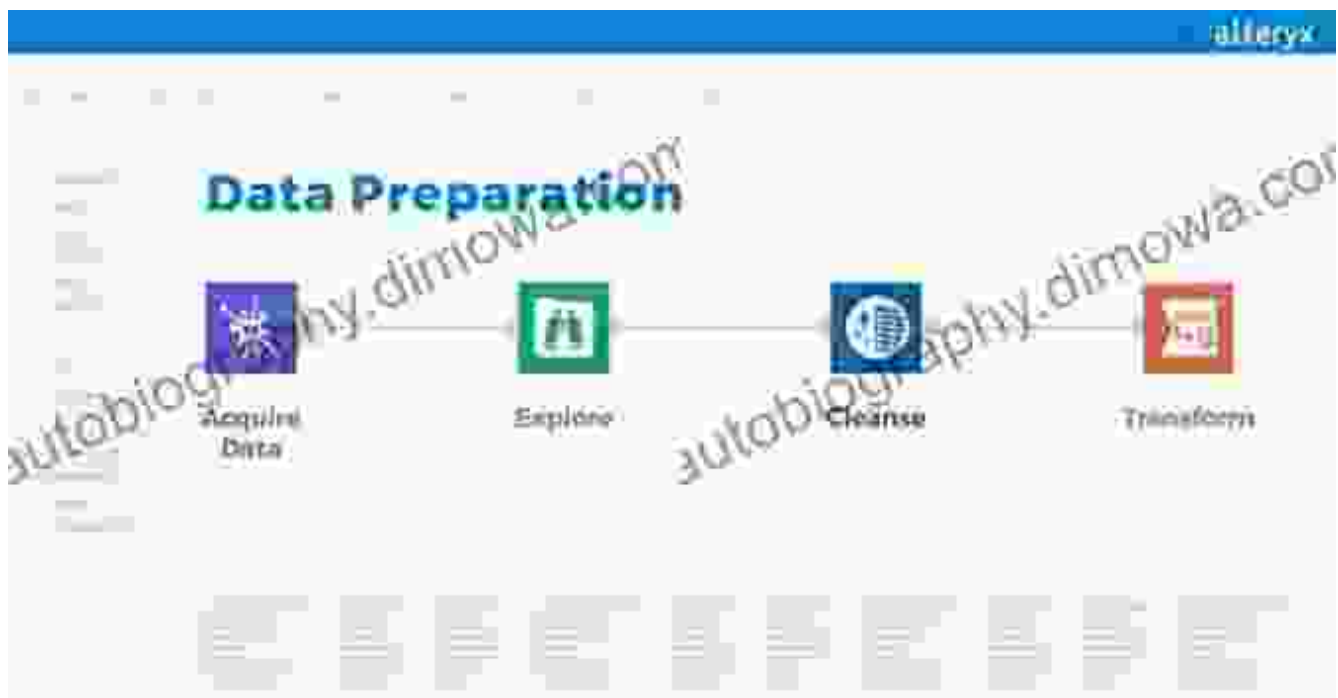 alteryx
Data Preparation
Acquire
Data
Explore
Cleanse
Transform
autobiography.dimowa.com
autobiography.dimowa.com